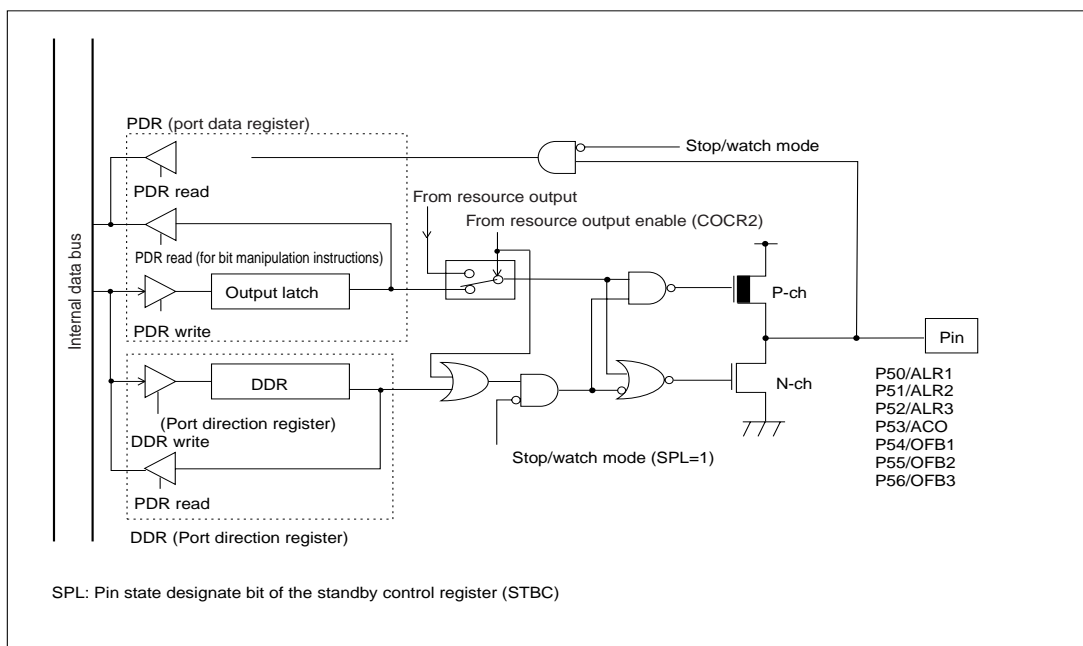 PDR (port data register)
Stop/watch mode
PDR read
From resource output
From resource output enable (COCR2)
PDR read (for bit manipulation instructions)
Internal data bus
Output latch
P-ch
PDR write
Pin
DDR
N-ch
P50/ALR1
P51/ALR2
P52/ALR3
P53/ACO
P54/OFB1
P55/OFB2
P56/OFB3
(Port direction register)
DDR write
Stop/watch mode (SPL=1)
PDR read
DDR (Port direction register)
SPL: Pin state designate bit of the standby control register (STBC)